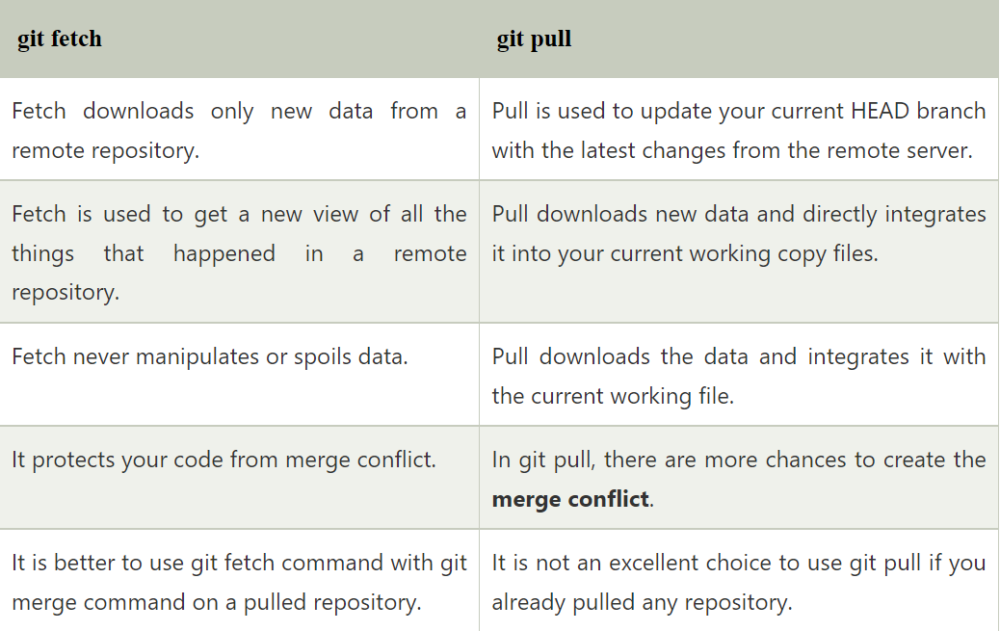 git fetch
git pull
Fetch downloads only new data from a
remote repository.
Pull is used to update your current HEAD branch
with the latest changes from the remote server.
Fetch is used to get a new view of all the
things that happened in a remote
repository.
Pull downloads new data and directly integrates
it into your current working copy files.
Fetch never manipulates or spoils data.
Pull downloads the data and integrates it with
the current working file.
It protects your code from merge conflict.
In git pull, there are more chances to create the
merge conflict.
It is better to use git fetch command with git
merge command on a pulled repository.
It is not an excellent choice to use git pull if you
already pulled any repository.